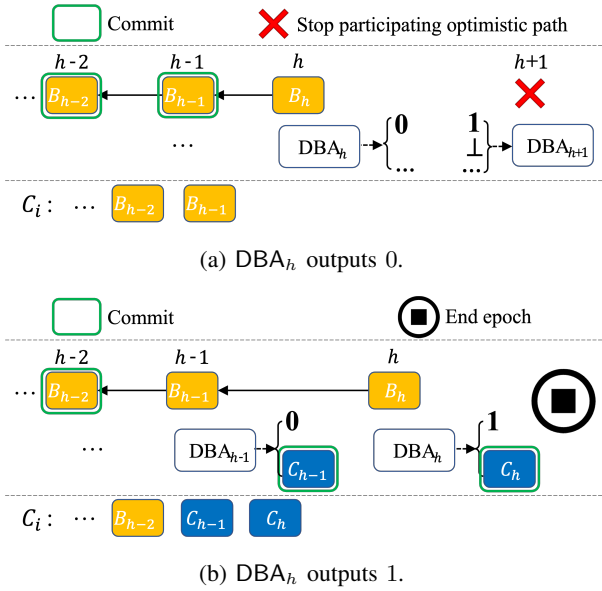 Commit Stop participating optimistic path
h-2 h-1 h h+1
... B_{h-2} B_{h-1} B_h
... DBA_h 0 ... 1 ⊥ ... DBA_{h+1}
C_i: ... B_{h-2} B_{h-1}
(a) DBA_h outputs 0.
Commit End epoch
h-2 h-1 h
... B_{h-2} B_{h-1} B_h
... DBA_{h-1} 0 C_{h-1} DBA_h 1 C_h
C_i: ... B_{h-2} C_{h-1} C_h
(b) DBA_h outputs 1.